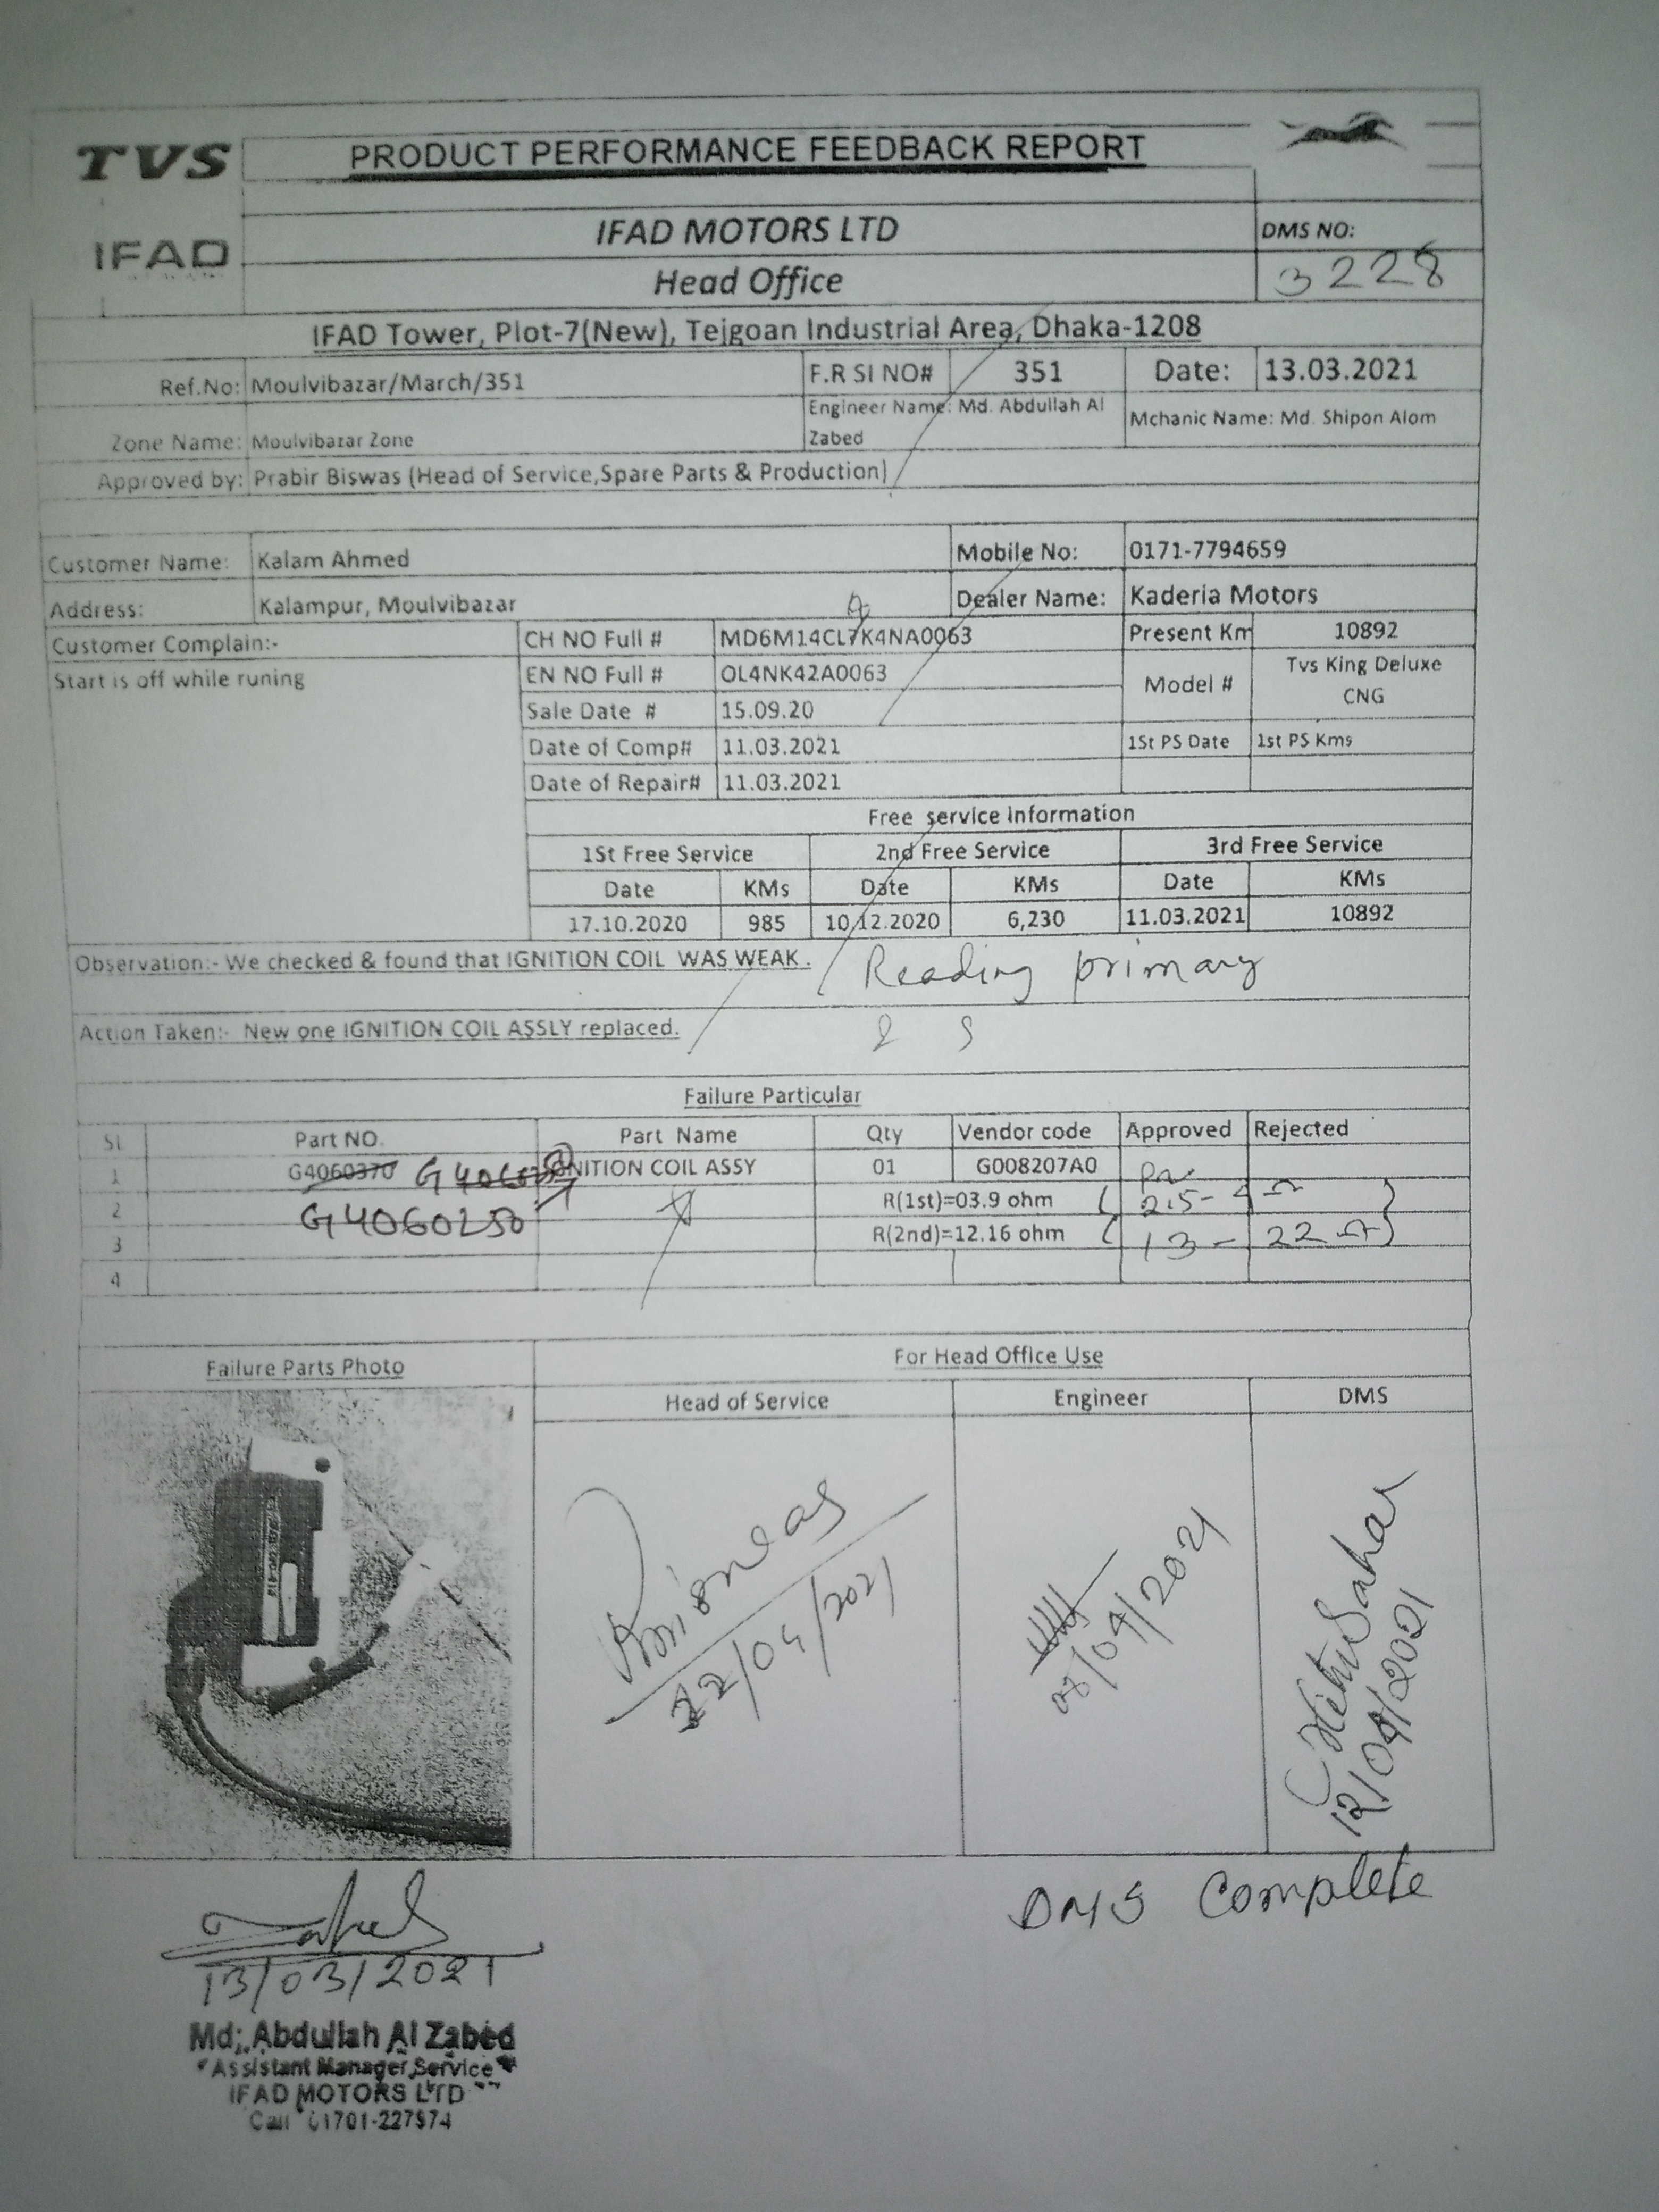 TVS
PRODUCT PERFORMANCE FEEDBACK REPORT
IFAD
IFAD MOTORS LTD
DMS NO:
Head Office
3228
IFAD Tower, Plot-7(New), Tejgoan Industrial Area, Dhaka-1208
Ref.No: Moulvibazar/March/351 F.R SI NO# 351 Date: 13.03.2021
Zone Name: Moulvibazar Zone Engineer Name: Md. Abdullah Al Zabed Mchanic Name: Md. Shipon Alom
Approved by: Prabir Biswas (Head of Service,Spare Parts & Production)
Customer Name: Kalam Ahmed Mobile No: 0171-7794659
Address: Kalampur, Moulvibazar Dealer Name: Kaderia Motors
Customer Complain:- CH NO Full # MD6M14CL7K4NA0063 Present Km 10892
Start is off while runing EN NO Full # OL4NK42A0063 Model # Tvs King Deluxe CNG
Sale Date # 15.09.20
Date of Comp# 11.03.2021 1St PS Date 1st PS Kms
Date of Repair# 11.03.2021
Free service Information
1St Free Service 2nd Free Service 3rd Free Service
Date KMs Date KMs Date KMs
17.10.2020 985 10.12.2020 6,230 11.03.2021 10892
Observation:- We checked & found that IGNITION COIL WAS WEAK. Reading primary
Action Taken:- New one IGNITION COIL ASSLY replaced. & S
Failure Particular
SL Part NO. Part Name Qty Vendor code Approved Rejected
1 G4060370 IGNITION COIL ASSY 01 G008207A0
2 G4060250 R(1st)=03.9 ohm ( 2.5- 4 Ω )
3 R(2nd)=12.16 ohm ( 13 - 22 Ω )
4
Failure Parts Photo For Head Office Use
Head of Service Engineer DMS
22/04/2021
08/04/2021
12/04/2021
DMS Complete
13/03/2021
Md. Abdullah Al Zabed
Assistant Manager,Service
IFAD MOTORS LTD